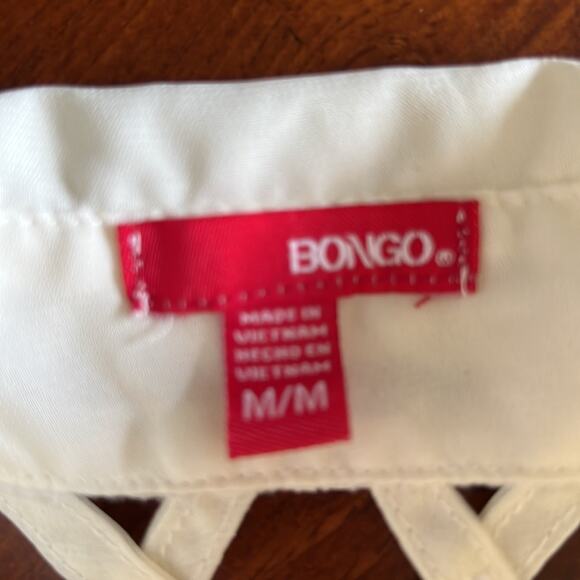 BONGO®
MADE IN
VIETNAM
HECHO EN
VIETNAM
M/M